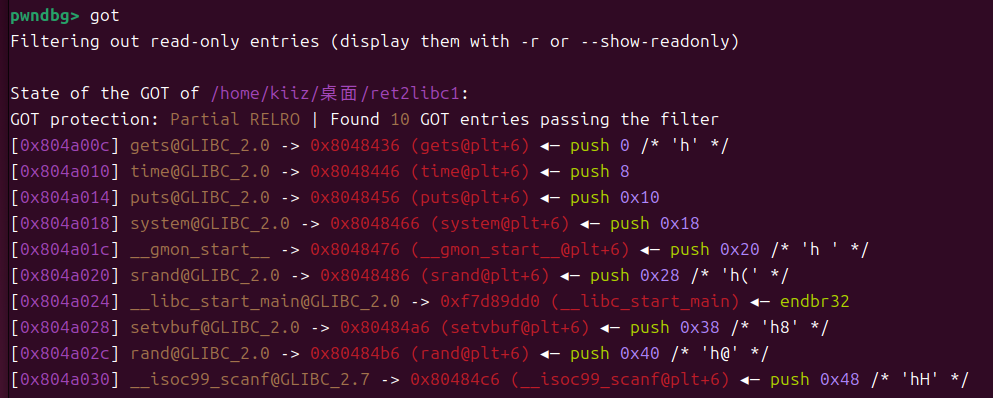 pwndbg> got
Filtering out read-only entries (display them with -r or --show-readonly)
State of the GOT of /home/kiiz/桌面/ret2libc1:
GOT protection: Partial RELRO | Found 10 GOT entries passing the filter
[0x804a00c] gets@GLIBC_2.0 -> 0x8048436 (gets@plt+6) ◂— push 0 /* 'h' */
[0x804a010] time@GLIBC_2.0 -> 0x8048446 (time@plt+6) ◂— push 8
[0x804a014] puts@GLIBC_2.0 -> 0x8048456 (puts@plt+6) ◂— push 0x10
[0x804a018] system@GLIBC_2.0 -> 0x8048466 (system@plt+6) ◂— push 0x18
[0x804a01c] __gmon_start__ -> 0x8048476 (__gmon_start__@plt+6) ◂— push 0x20 /* 'h ' */
[0x804a020] srand@GLIBC_2.0 -> 0x8048486 (srand@plt+6) ◂— push 0x28 /* 'h(' */
[0x804a024] __libc_start_main@GLIBC_2.0 -> 0xf7d89dd0 (__libc_start_main) ◂— endbr32
[0x804a028] setvbuf@GLIBC_2.0 -> 0x80484a6 (setvbuf@plt+6) ◂— push 0x38 /* 'h8' */
[0x804a02c] rand@GLIBC_2.0 -> 0x80484b6 (rand@plt+6) ◂— push 0x40 /* 'h@' */
[0x804a030] __isoc99_scanf@GLIBC_2.7 -> 0x80484c6 (__isoc99_scanf@plt+6) ◂— push 0x48 /* 'hH' */